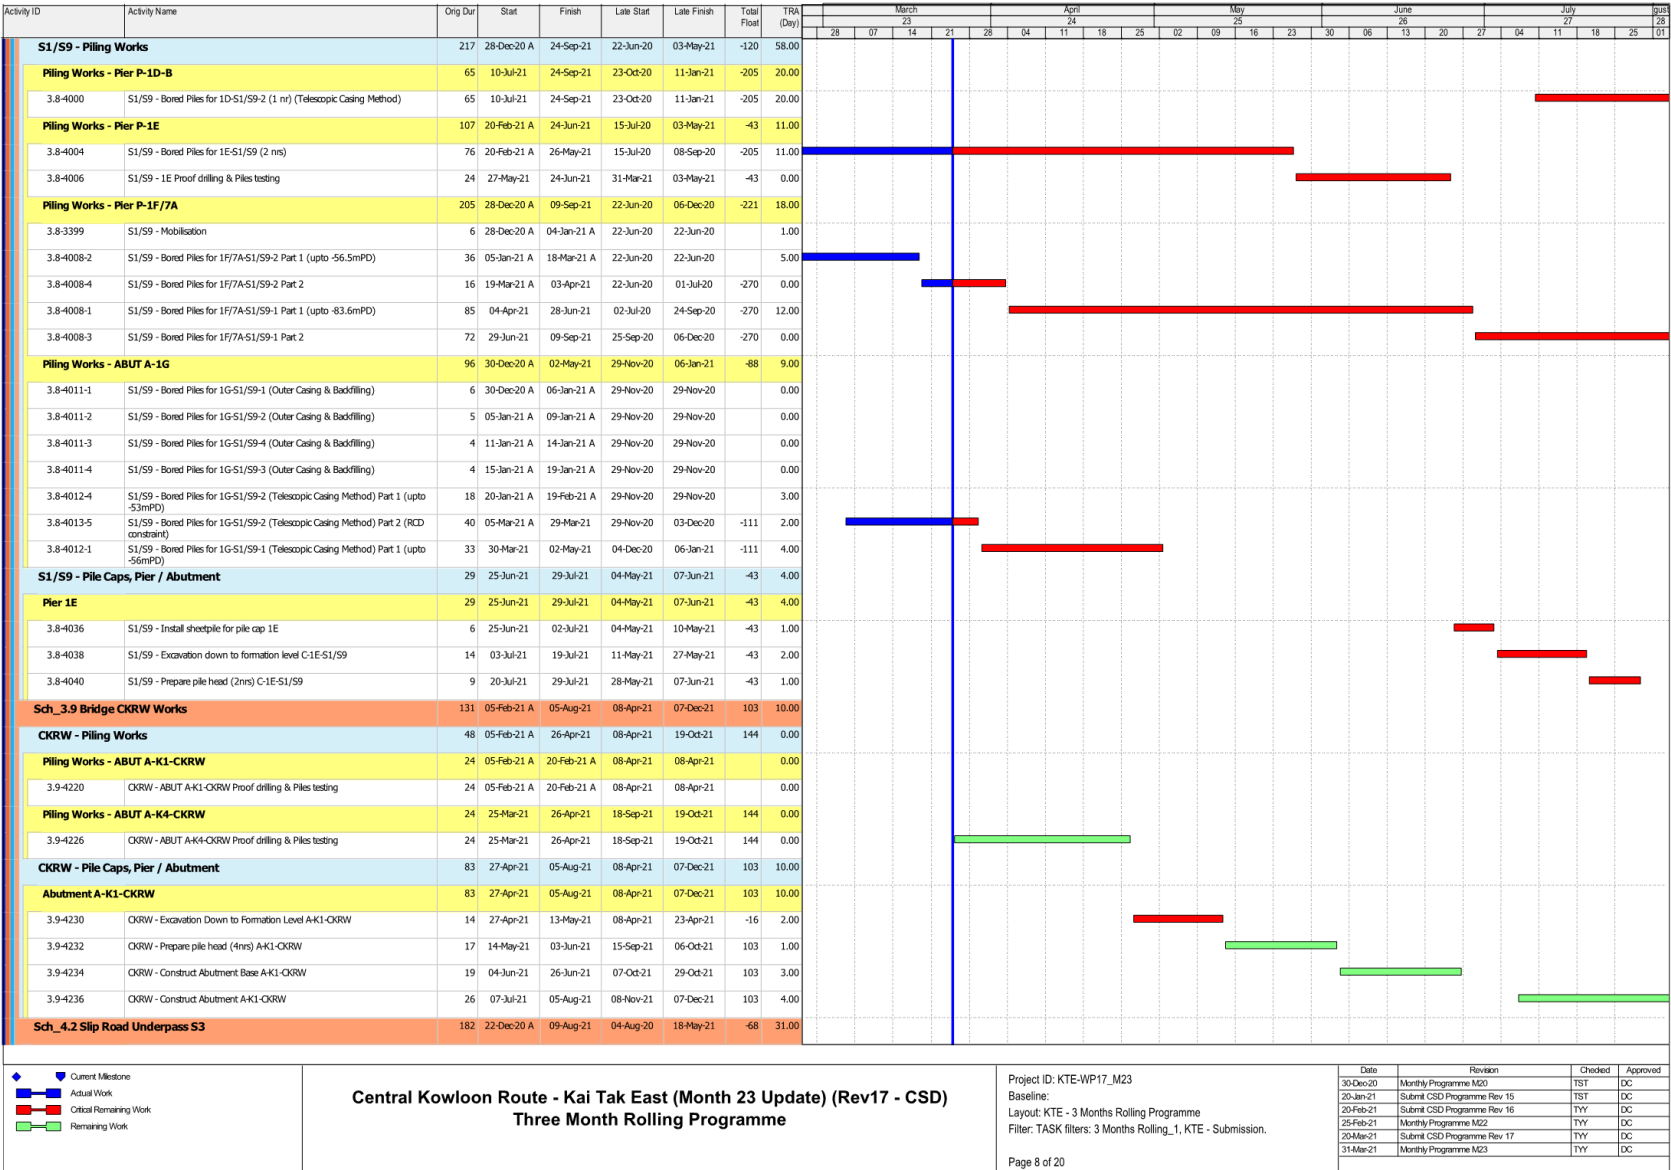 Activity ID Activity Name Orig Dur Start Finish Late Start Late Finish Total Float TRA (Day) March April May June July gust
23 24 25 26 27 28
28 07 14 21 28 04 11 18 25 02 09 16 23 30 06 13 20 27 04 11 18 25 01
S1/S9 - Piling Works 217 28-Dec-20 A 24-Sep-21 22-Jun-20 03-May-21 -120 58.00
Piling Works - Pier P-1D-B 65 10-Jul-21 24-Sep-21 23-Oct-20 11-Jan-21 -205 20.00
3.8-4000 S1/S9 - Bored Piles for 1D-S1/S9-2 (1 nr) (Telescopic Casing Method) 65 10-Jul-21 24-Sep-21 23-Oct-20 11-Jan-21 -205 20.00
Piling Works - Pier P-1E 107 20-Feb-21 A 24-Jun-21 15-Jul-20 03-May-21 -43 11.00
3.8-4004 S1/S9 - Bored Piles for 1E-S1/S9 (2 nrs) 76 20-Feb-21 A 26-May-21 15-Jul-20 08-Sep-20 -205 11.00
3.8-4006 S1/S9 - 1E Proof drilling & Piles testing 24 27-May-21 24-Jun-21 31-Mar-21 03-May-21 -43 0.00
Piling Works - Pier P-1F/7A 205 28-Dec-20 A 09-Sep-21 22-Jun-20 06-Dec-20 -221 18.00
3.8-3399 S1/S9 - Mobilisation 6 28-Dec-20 A 04-Jan-21 A 22-Jun-20 22-Jun-20 1.00
3.8-4008-2 S1/S9 - Bored Piles for 1F/7A-S1/S9-2 Part 1 (upto -56.5mPD) 36 05-Jan-21 A 18-Mar-21 A 22-Jun-20 22-Jun-20 5.00
3.8-4008-4 S1/S9 - Bored Piles for 1F/7A-S1/S9-2 Part 2 16 19-Mar-21 A 03-Apr-21 22-Jun-20 01-Jul-20 -270 0.00
3.8-4008-1 S1/S9 - Bored Piles for 1F/7A-S1/S9-1 Part 1 (upto -83.6mPD) 85 04-Apr-21 28-Jun-21 02-Jul-20 24-Sep-20 -270 12.00
3.8-4008-3 S1/S9 - Bored Piles for 1F/7A-S1/S9-1 Part 2 72 29-Jun-21 09-Sep-21 25-Sep-20 06-Dec-20 -270 0.00
Piling Works - ABUT A-1G 96 30-Dec-20 A 02-May-21 29-Nov-20 06-Jan-21 -88 9.00
3.8-4011-1 S1/S9 - Bored Piles for 1G-S1/S9-1 (Outer Casing & Backfilling) 6 30-Dec-20 A 06-Jan-21 A 29-Nov-20 29-Nov-20 0.00
3.8-4011-2 S1/S9 - Bored Piles for 1G-S1/S9-2 (Outer Casing & Backfilling) 5 05-Jan-21 A 09-Jan-21 A 29-Nov-20 29-Nov-20 0.00
3.8-4011-3 S1/S9 - Bored Piles for 1G-S1/S9-4 (Outer Casing & Backfilling) 4 11-Jan-21 A 14-Jan-21 A 29-Nov-20 29-Nov-20 0.00
3.8-4011-4 S1/S9 - Bored Piles for 1G-S1/S9-3 (Outer Casing & Backfilling) 4 15-Jan-21 A 19-Jan-21 A 29-Nov-20 29-Nov-20 0.00
3.8-4012-4 S1/S9 - Bored Piles for 1G-S1/S9-2 (Telescopic Casing Method) Part 1 (upto 18 20-Jan-21 A 19-Feb-21 A 29-Nov-20 29-Nov-20 3.00
-53mPD)
3.8-4013-5 S1/S9 - Bored Piles for 1G-S1/S9-2 (Telescopic Casing Method) Part 2 (RCD 40 05-Mar-21 A 29-Mar-21 29-Nov-20 03-Dec-20 -111 2.00
constraint)
3.8-4012-1 S1/S9 - Bored Piles for 1G-S1/S9-1 (Telescopic Casing Method) Part 1 (upto 33 30-Mar-21 02-May-21 04-Dec-20 06-Jan-21 -111 4.00
-56mPD)
S1/S9 - Pile Caps, Pier / Abutment 29 25-Jun-21 29-Jul-21 04-May-21 07-Jun-21 -43 4.00
Pier 1E 29 25-Jun-21 29-Jul-21 04-May-21 07-Jun-21 -43 4.00
3.8-4036 S1/S9 - Install sheetpile for pile cap 1E 6 25-Jun-21 02-Jul-21 04-May-21 10-May-21 -43 1.00
3.8-4038 S1/S9 - Excavation down to formation level C-1E-S1/S9 14 03-Jul-21 19-Jul-21 11-May-21 27-May-21 -43 2.00
3.8-4040 S1/S9 - Prepare pile head (2nrs) C-1E-S1/S9 9 20-Jul-21 29-Jul-21 28-May-21 07-Jun-21 -43 1.00
Sch_3.9 Bridge CKRW Works 131 05-Feb-21 A 05-Aug-21 08-Apr-21 07-Dec-21 103 10.00
CKRW - Piling Works 48 05-Feb-21 A 26-Apr-21 08-Apr-21 19-Oct-21 144 0.00
Piling Works - ABUT A-K1-CKRW 24 05-Feb-21 A 20-Feb-21 A 08-Apr-21 08-Apr-21 0.00
3.9-4220 CKRW - ABUT A-K1-CKRW Proof drilling & Piles testing 24 05-Feb-21 A 20-Feb-21 A 08-Apr-21 08-Apr-21 0.00
Piling Works - ABUT A-K4-CKRW 24 25-Mar-21 26-Apr-21 18-Sep-21 19-Oct-21 144 0.00
3.9-4226 CKRW - ABUT A-K4-CKRW Proof drilling & Piles testing 24 25-Mar-21 26-Apr-21 18-Sep-21 19-Oct-21 144 0.00
CKRW - Pile Caps, Pier / Abutment 83 27-Apr-21 05-Aug-21 08-Apr-21 07-Dec-21 103 10.00
Abutment A-K1-CKRW 83 27-Apr-21 05-Aug-21 08-Apr-21 07-Dec-21 103 10.00
3.9-4230 CKRW - Excavation Down to Formation Level A-K1-CKRW 14 27-Apr-21 13-May-21 08-Apr-21 23-Apr-21 -16 2.00
3.9-4232 CKRW - Prepare pile head (4nrs) A-K1-CKRW 17 14-May-21 03-Jun-21 15-Sep-21 06-Oct-21 103 1.00
3.9-4234 CKRW - Construct Abutment Base A-K1-CKRW 19 04-Jun-21 26-Jun-21 07-Oct-21 29-Oct-21 103 3.00
3.9-4236 CKRW - Construct Abutment A-K1-CKRW 26 07-Jul-21 05-Aug-21 08-Nov-21 07-Dec-21 103 4.00
Sch_4.2 Slip Road Underpass S3 182 22-Dec-20 A 09-Aug-21 04-Aug-20 18-May-21 -68 31.00
Current Milestone
Actual Work
Critical Remaining Work
Remaining Work
Central Kowloon Route - Kai Tak East (Month 23 Update) (Rev17 - CSD)
Three Month Rolling Programme
Project ID: KTE-WP17_M23
Baseline:
Layout: KTE - 3 Months Rolling Programme
Filter: TASK filters: 3 Months Rolling_1, KTE - Submission.
Page 8 of 20
Date Revision Checked Approved
30-Dec-20 Monthly Programme M20 TST DC
20-Jan-21 Submit CSD Programme Rev 15 TST DC
20-Feb-21 Submit CSD Programme Rev 16 TYY DC
25-Feb-21 Monthly Programme M22 TYY DC
20-Mar-21 Submit CSD Programme Rev 17 TYY DC
31-Mar-21 Monthly Programme M23 TYY DC